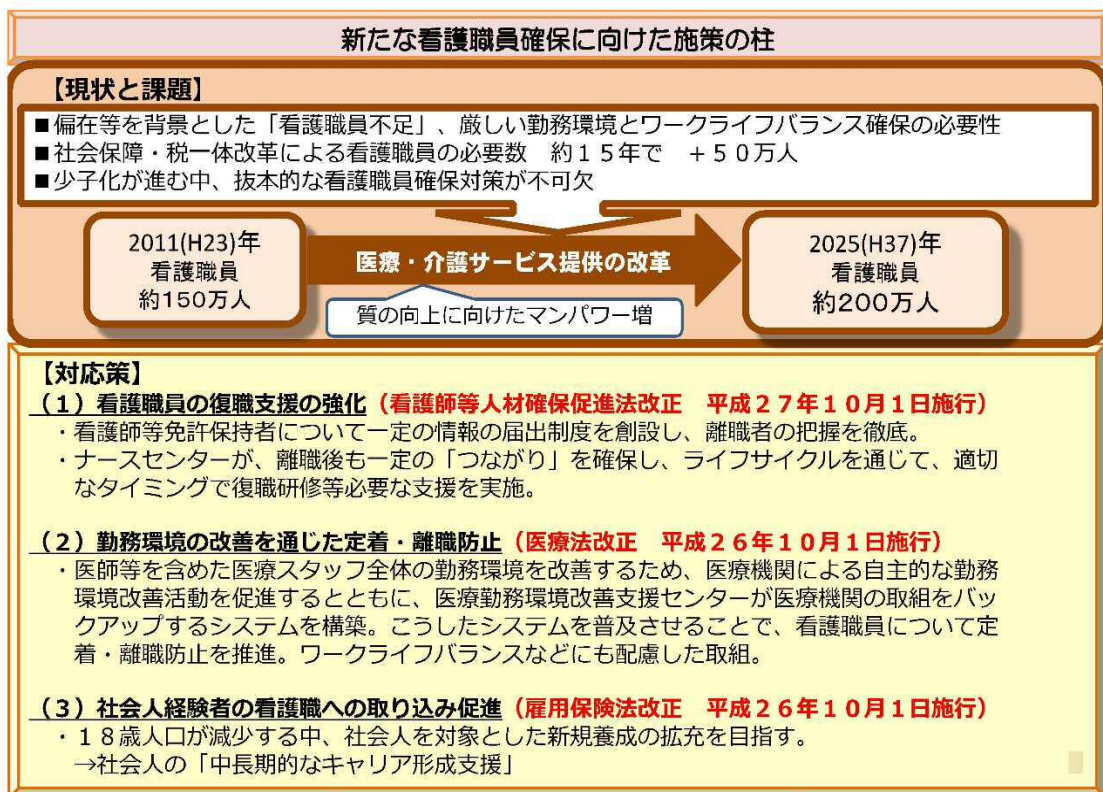 新たな看護職員確保に向けた施策の柱
【現状と課題】
■偏在等を背景とした「看護職員不足」、厳しい勤務環境とワークライフバランス確保の必要性
■社会保障・税一体改革による看護職員の必要数　約１５年で　＋５０万人
■少子化が進む中、抜本的な看護職員確保対策が不可欠
2011(H23)年
看護職員
約150万人
医療・介護サービス提供の改革
質の向上に向けたマンパワー増
2025(H37)年
看護職員
約200万人
【対応策】
（１）看護職員の復職支援の強化（看護師等人材確保促進法改正　平成２７年１０月１日施行）
・看護師等免許保持者について一定の情報の届出制度を創設し、離職者の把握を徹底。
・ナースセンターが、離職後も一定の「つながり」を確保し、ライフサイクルを通じて、適切
なタイミングで復職研修等必要な支援を実施。
（２）勤務環境の改善を通じた定着・離職防止（医療法改正　平成２６年１０月１日施行）
・医師等を含めた医療スタッフ全体の勤務環境を改善するため、医療機関による自主的な勤務
環境改善活動を促進するとともに、医療勤務環境改善支援センターが医療機関の取組をバッ
クアップするシステムを構築。こうしたシステムを普及させることで、看護職員について定
着・離職防止を推進。ワークライフバランスなどにも配慮した取組。
（３）社会人経験者の看護職への取り込み促進（雇用保険法改正　平成２６年１０月１日施行）
・１８歳人口が減少する中、社会人を対象とした新規養成の拡充を目指す。
→社会人の「中長期的なキャリア形成支援」